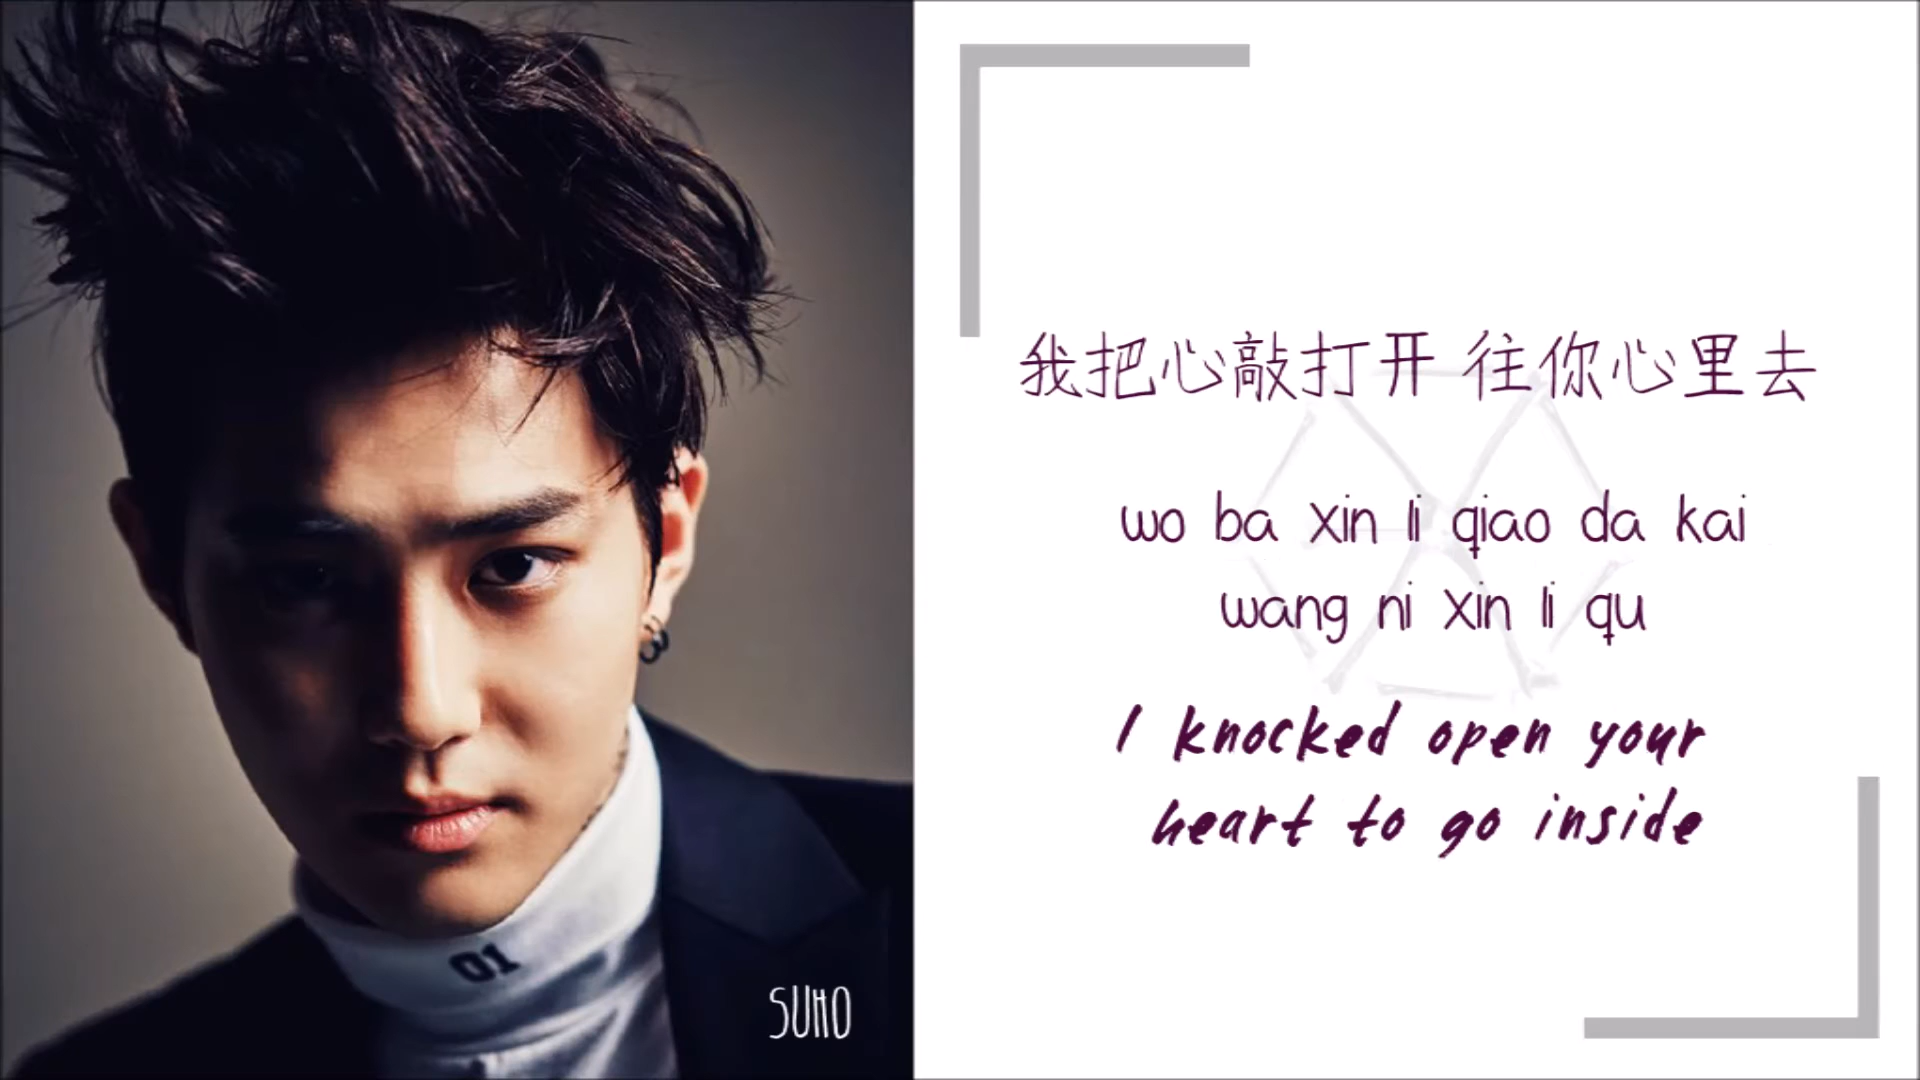 我把心敲打开 往你心里去
wo ba xin li qiao da kai
wang ni xin li qu
I knocked open your
heart to go inside
01
SUHO